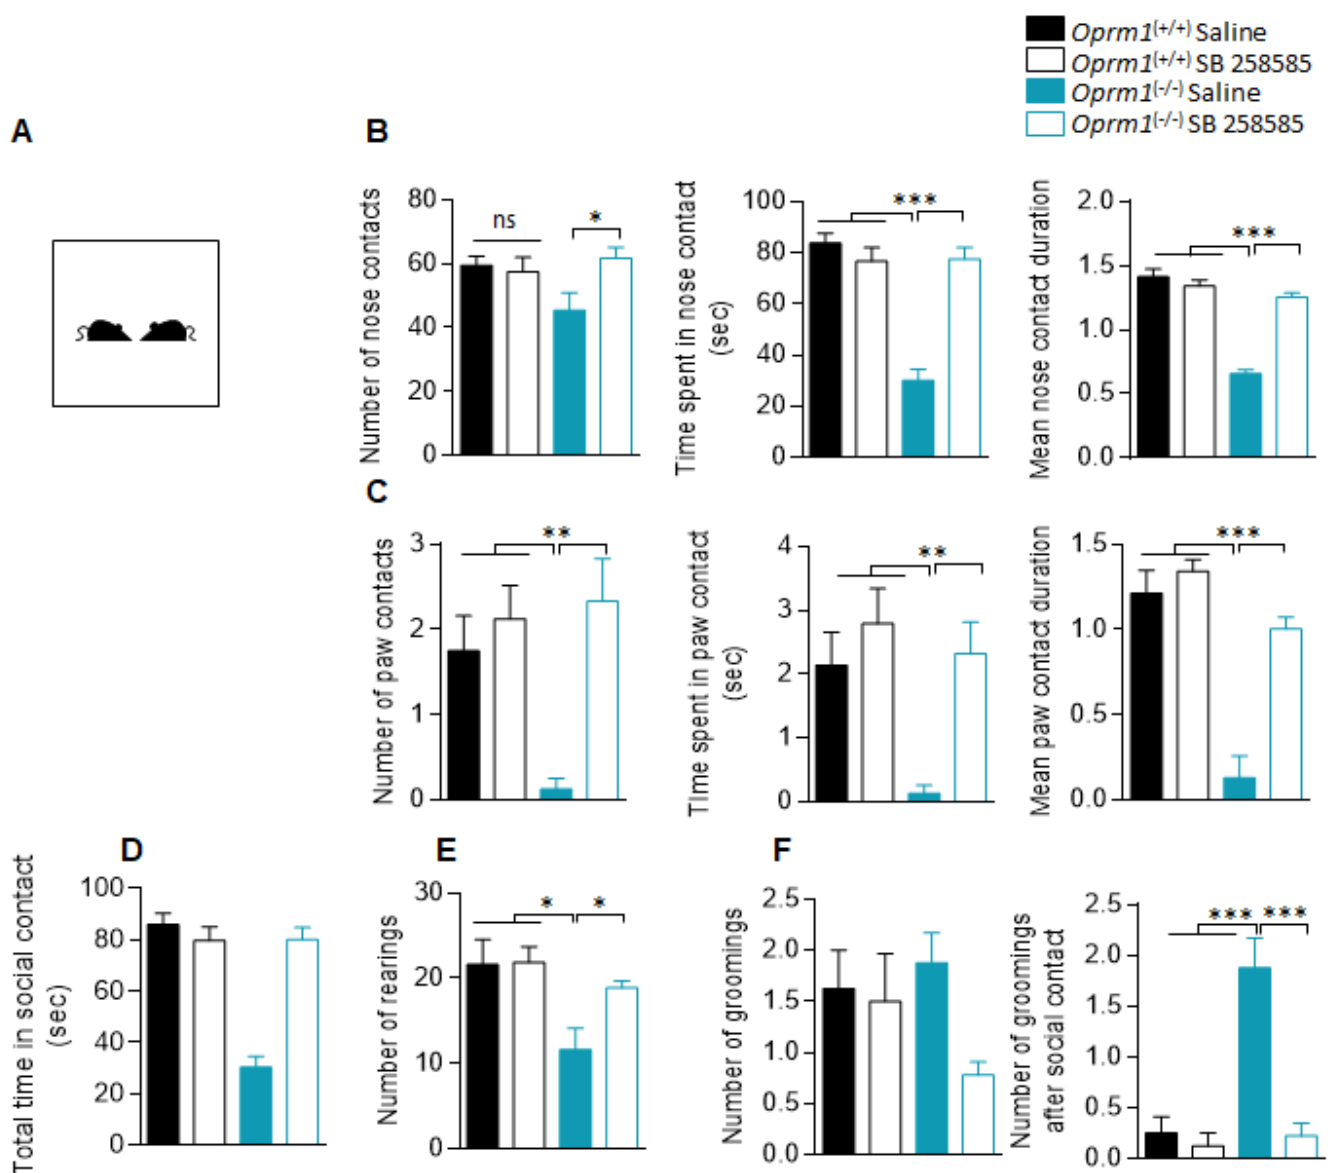 Oprm1(+/+) Saline
Oprm1(+/+) SB 258585
Oprm1(-/-) Saline
Oprm1(-/-) SB 258585
A
B
Number of nose contacts
80
60
40
20
0
ns
*
Time spent in nose contact
(sec)
100
80
60
40
20
0
***
Mean nose contact duration
2.0
1.5
1.0
0.5
0.0
***
C
Number of paw contacts
3
2
1
0
**
TIme spent in paw contact
(sec)
4
3
2
1
0
**
Mean paw contact duration
1.5
1.0
0.5
0.0
***
D
Total time in social contact
(sec)
100
80
60
40
20
0
E
Number of rearings
30
20
10
0
*
*
F
Number of groomings
2.5
2.0
1.5
1.0
0.5
0.0
Number of groomings
after social contact
2.5
2.0
1.5
1.0
0.5
0.0
***
***